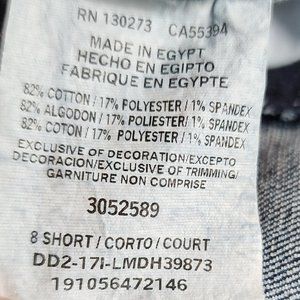 RN 130273 CA55394
MADE IN EGYPT
HECHO EN EGIPTO
FABRIQUE EN EGYPTE
82% COTTON / 17% POLYESTER / 1% SPANDEX
82% ALGODON / 17% POLYESTER / 1% SPANDEX
82% COTON / 17% POLYESTER / 1% SPANDEX
EXCLUSIVE OF DECORATION/EXCEPTO
DECORACION/EXCLUSIVE OF TRIMMING/
GARNITURE NON COMPRISE
3052589
8 SHORT / CORTO / COURT
DD2-17I-LMDH39873
191056472146